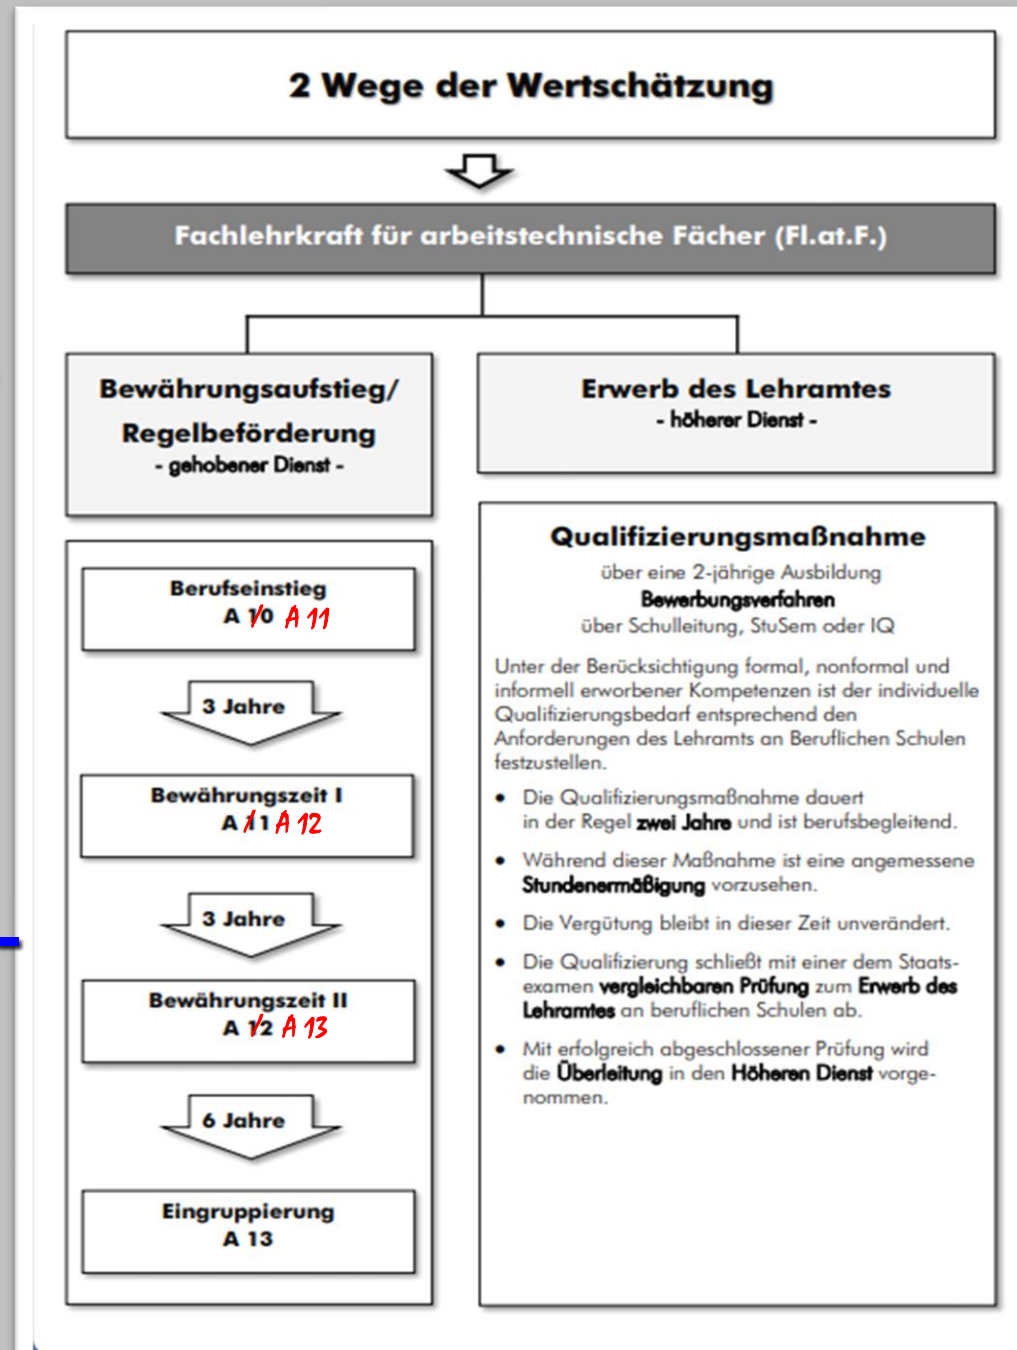 2 Wege der Wertschätzung
Fachlehrkraft für arbeitstechnische Fächer (Fl.at.F.)
Bewährungsaufstieg/
Regelbeförderung
- gehobener Dienst -
Berufseinstieg
A 10 A 11
3 Jahre
Bewährungszeit I
A 11 A 12
3 Jahre
Bewährungszeit II
A 12 A 13
6 Jahre
Eingruppierung
A 13
Erwerb des Lehramtes
- höherer Dienst -
Qualifizierungsmaßnahme
über eine 2-jährige Ausbildung
Bewerbungsverfahren
über Schulleitung, StuSem oder IQ
Unter der Berücksichtigung formal, nonformal und
informell erworbener Kompetenzen ist der individuelle
Qualifizierungsbedarf entsprechend den
Anforderungen des Lehramts an Beruflichen Schulen
festzustellen.
• Die Qualifizierungsmaßnahme dauert
in der Regel zwei Jahre und ist berufsbegleitend.
• Während dieser Maßnahme ist eine angemessene
Stundenermäßigung vorzusehen.
• Die Vergütung bleibt in dieser Zeit unverändert.
• Die Qualifizierung schließt mit einer dem Staats-
examen vergleichbaren Prüfung zum Erwerb des
Lehramtes an beruflichen Schulen ab.
• Mit erfolgreich abgeschlossener Prüfung wird
die Überleitung in den Höheren Dienst vorge-
nommen.